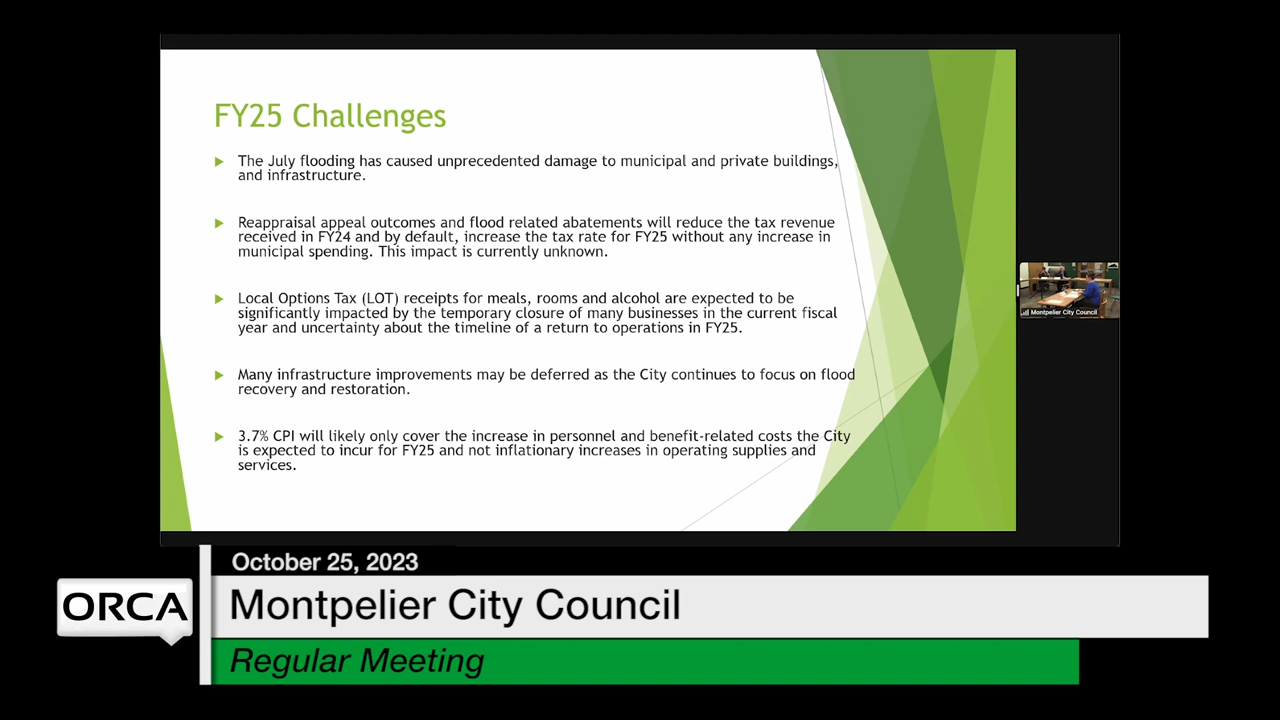 FY25 Challenges
The July flooding has caused unprecedented damage to municipal and private buildings,
and infrastructure.
Reappraisal appeal outcomes and flood related abatements will reduce the tax revenue
received in FY24 and by default, increase the tax rate for FY25 without any increase in
municipal spending. This impact is currently unknown.
Local Options Tax (LOT) receipts for meals, rooms and alcohol are expected to be
significantly impacted by the temporary closure of many businesses in the current fiscal
year and uncertainty about the timeline of a return to operations in FY25.
Many infrastructure improvements may be deferred as the City continues to focus on flood
recovery and restoration.
3.7% CPI will likely only cover the increase in personnel and benefit-related costs the City
is expected to incur for FY25 and not inflationary increases in operating supplies and
services.
Montpelier City Council
October 25, 2023
ORCA
Montpelier City Council
Regular Meeting